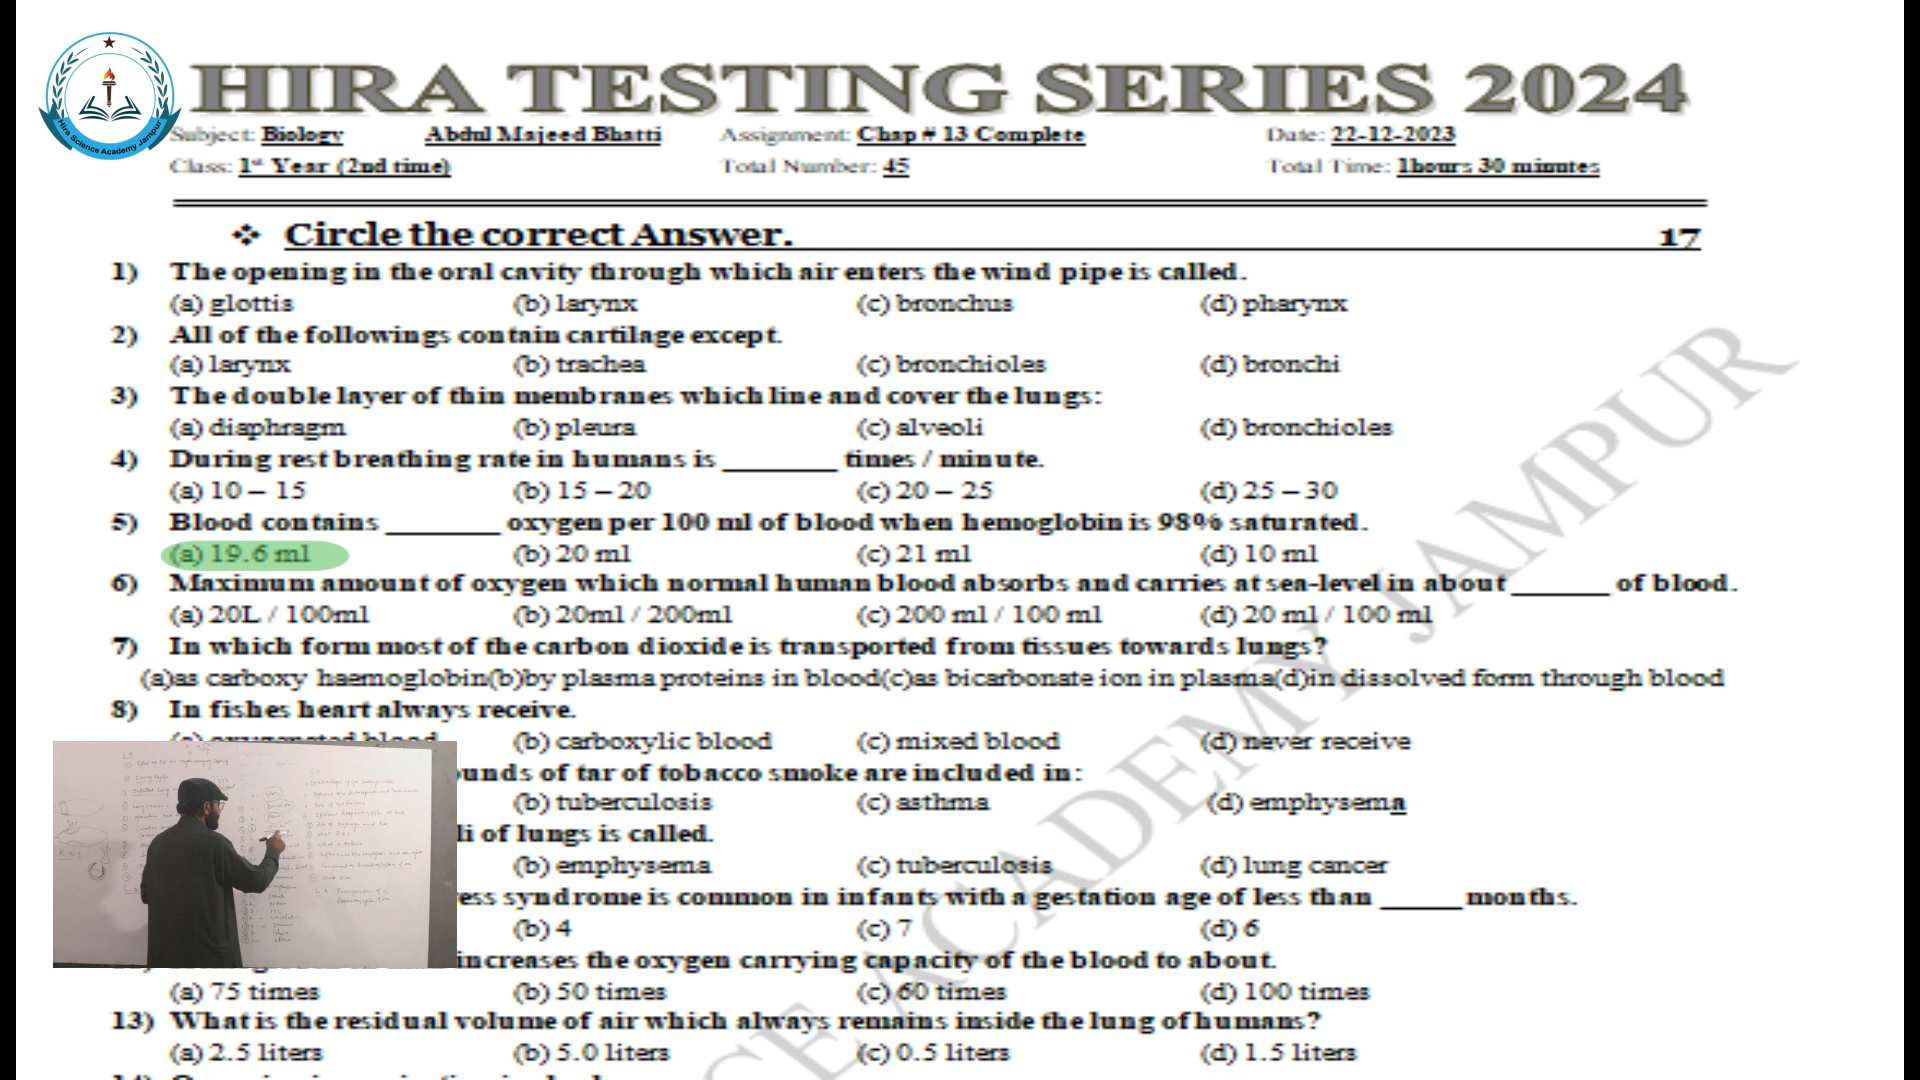 HIRA TESTING SERIES 2024
Hira Science Academy Jampur
Subject: Biology Abdul Majeed Bhatti Assignment: Chap # 13 Complete Date: 22-12-2023
Class: 1st Year (2nd time) Total Number: 45 Total Time: 1hours 30 minutes
❖ Circle the correct Answer. 17
1) The opening in the oral cavity through which air enters the wind pipe is called.
(a) glottis (b) larynx (c) bronchus (d) pharynx
2) All of the followings contain cartilage except.
(a) larynx (b) trachea (c) bronchioles (d) bronchi
3) The double layer of thin membranes which line and cover the lungs:
(a) diaphragm (b) pleura (c) alveoli (d) bronchioles
4) During rest breathing rate in humans is ________ times / minute.
(a) 10 – 15 (b) 15 – 20 (c) 20 – 25 (d) 25 – 30
5) Blood contains ________ oxygen per 100 ml of blood when hemoglobin is 98% saturated.
(a) 19.6 ml (b) 20 ml (c) 21 ml (d) 10 ml
6) Maximum amount of oxygen which normal human blood absorbs and carries at sea-level in about _______ of blood.
(a) 20L / 100ml (b) 20ml / 200ml (c) 200 ml / 100 ml (d) 20 ml / 100 ml
7) In which form most of the carbon dioxide is transported from tissues towards lungs?
(a)as carboxy haemoglobin(b)by plasma proteins in blood(c)as bicarbonate ion in plasma(d)in dissolved form through blood
8) In fishes heart always receive.
(a) oxygenated blood (b) carboxylic blood (c) mixed blood (d) never receive
unds of tar of tobacco smoke are included in:
(b) tuberculosis (c) asthma (d) emphysema
li of lungs is called.
(b) emphysema (c) tuberculosis (d) lung cancer
ess syndrome is common in infants with a gestation age of less than _____ months.
(b) 4 (c) 7 (d) 6
increases the oxygen carrying capacity of the blood to about.
(a) 75 times (b) 50 times (c) 60 times (d) 100 times
13) What is the residual volume of air which always remains inside the lung of humans?
(a) 2.5 liters (b) 5.0 liters (c) 0.5 liters (d) 1.5 liters
CE ACADEMY JAMPUR